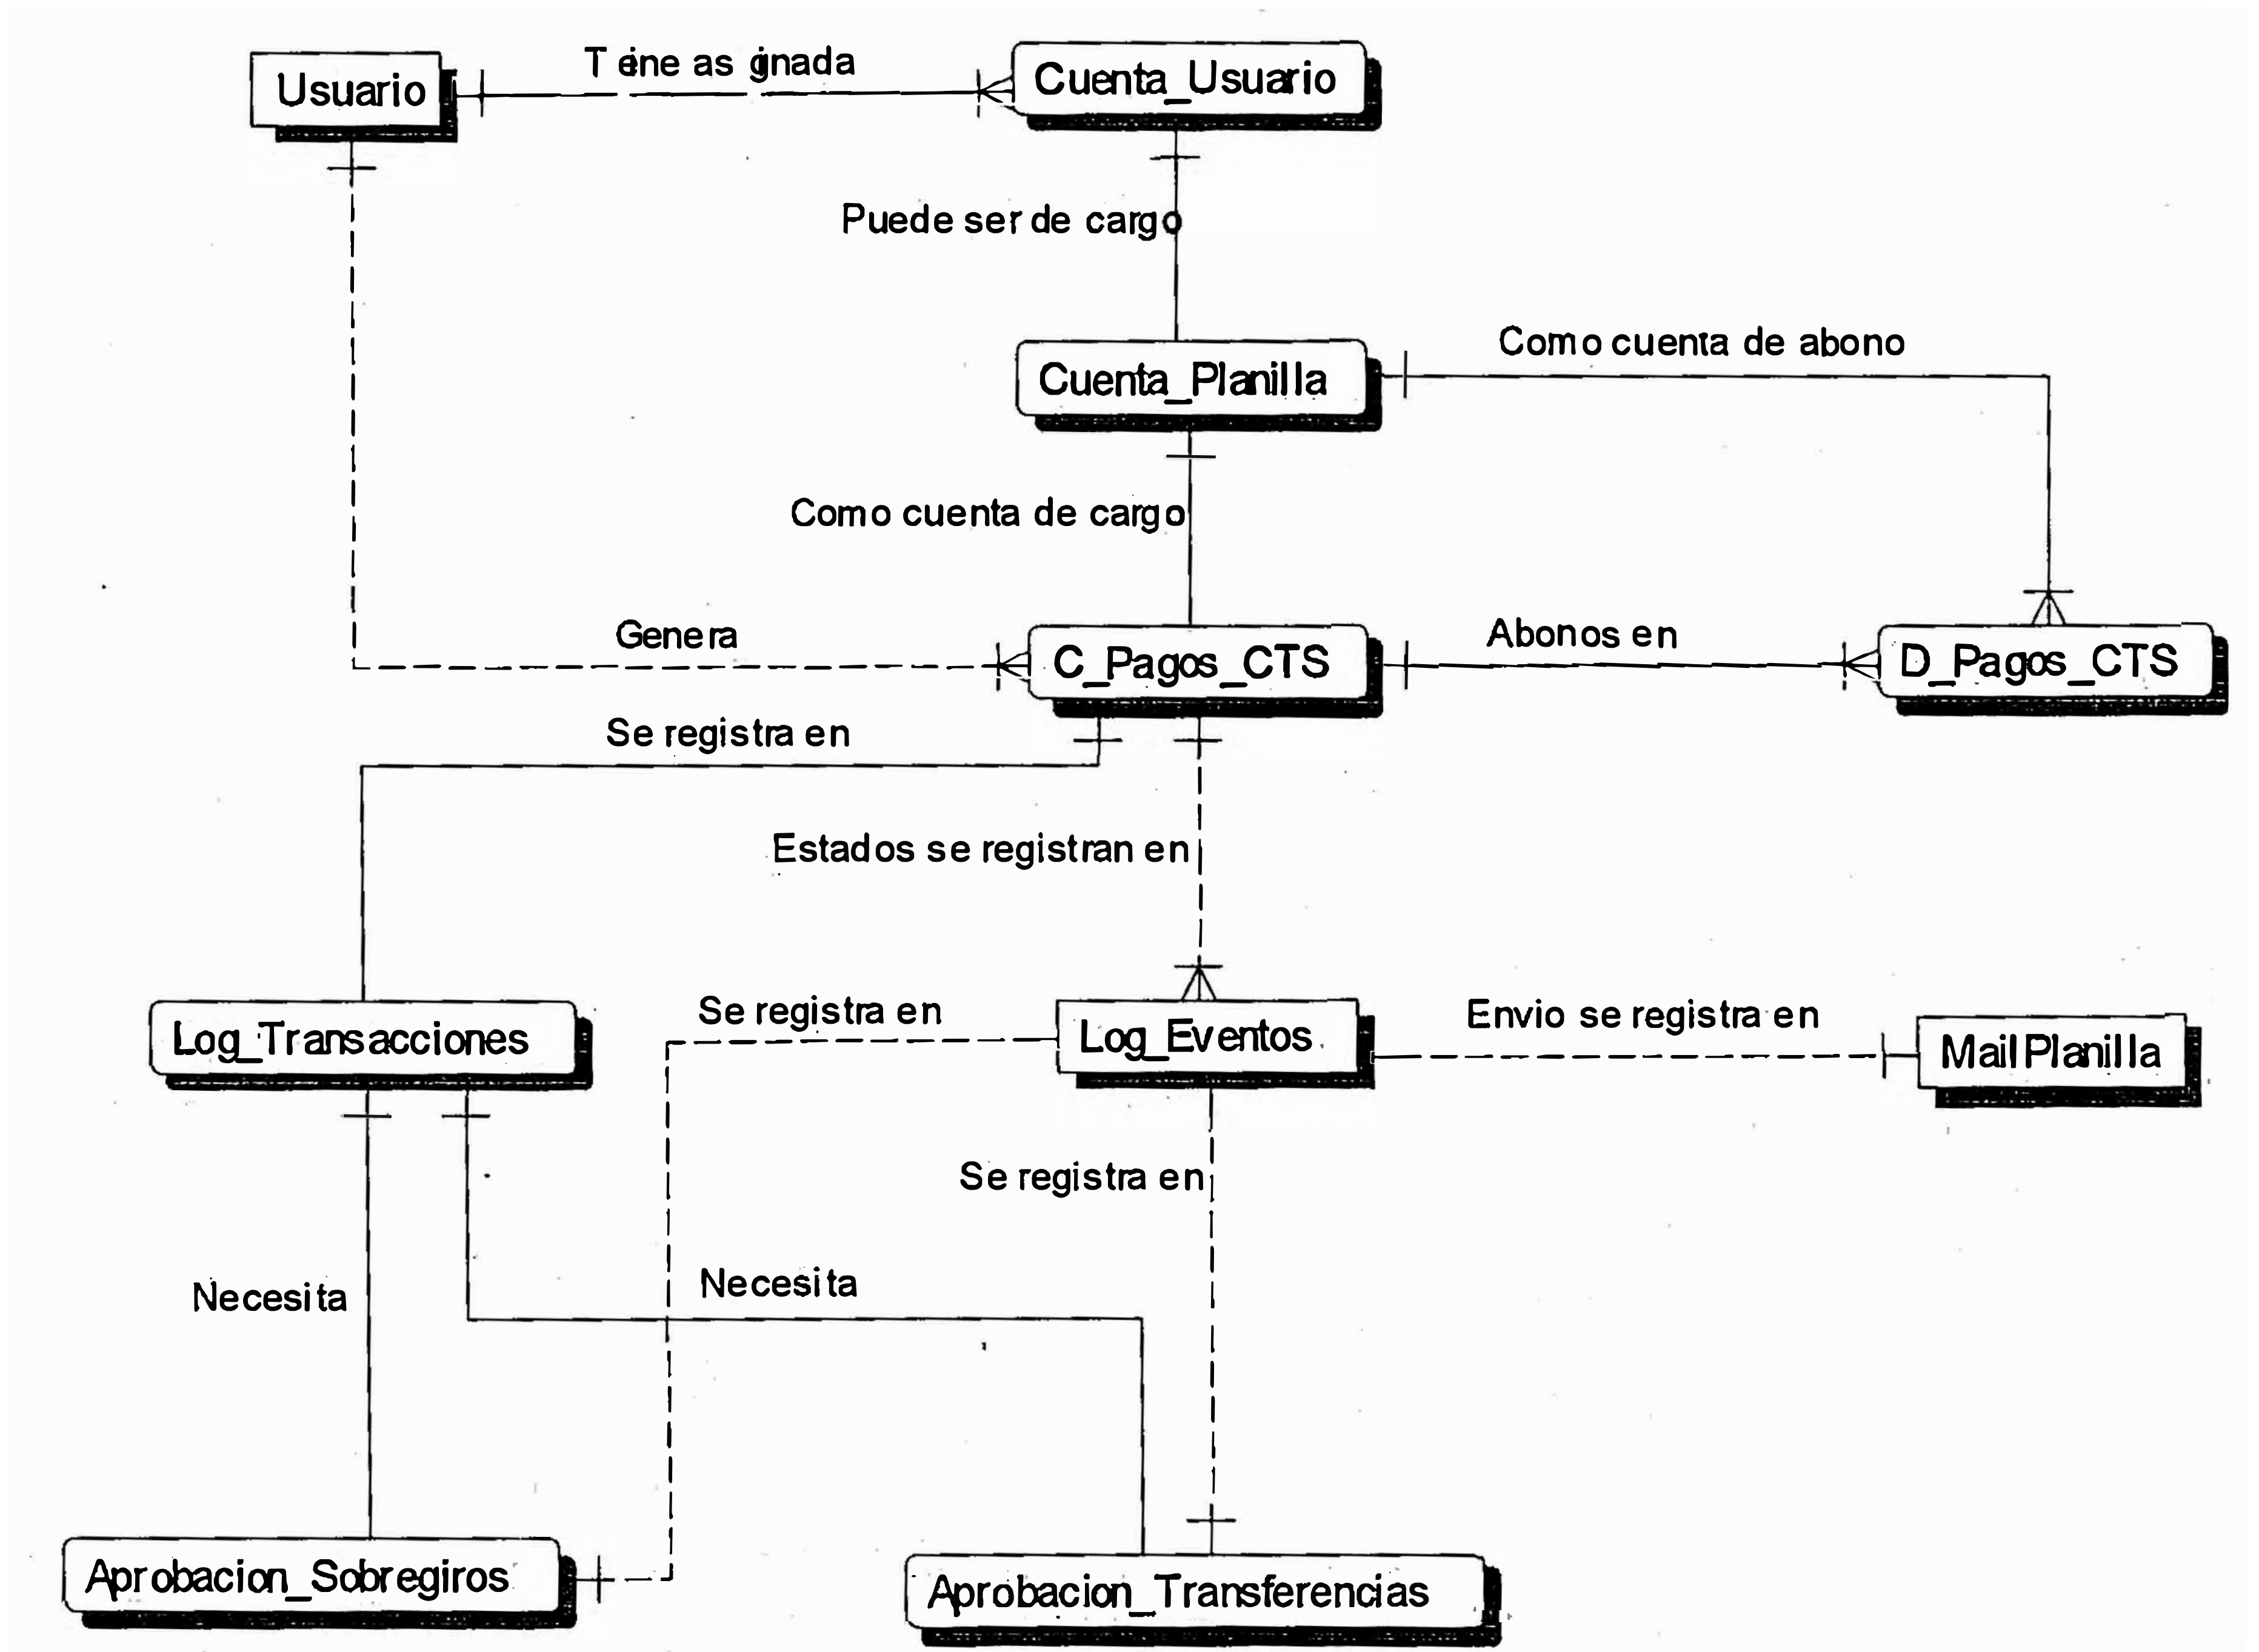 Usuario
Tiene asignada
Cuenta_Usuario
Puede ser de cargo
Cuenta_Planilla
Como cuenta de abono
Como cuenta de cargo
Genera
C_Pagos_CTS
Abonos en
D_Pagos_CTS
Se registra en
Estados se registran en
Log_Transacciones
Se registra en
Log_Eventos
Envio se registra en
MailPlanilla
Se registra en
Necesita
Necesita
Aprobacion_Sobregiros
Aprobacion_Transferencias